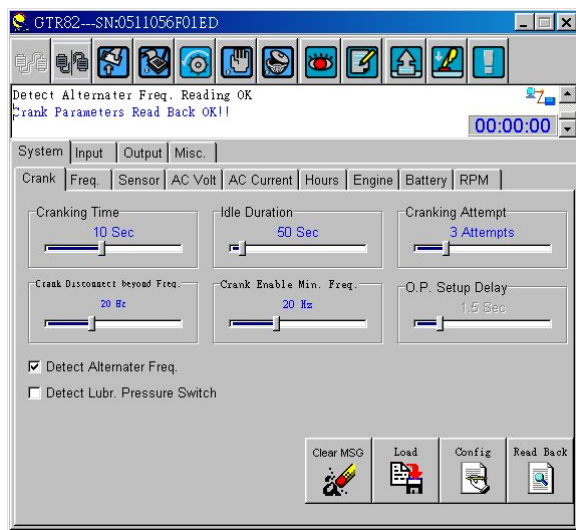 GTR82---SN:0511056F01ED
Detect Alternater Freq. Reading OK
Crank Parameters Read Back OK!!
00:00:00
System Input Output Misc.
Crank Freq. Sensor AC Volt AC Current Hours Engine Battery RPM
Cranking Time Idle Duration Cranking Attempt
10 Sec 50 Sec 3 Attempts
Crank Disconnect beyond Freq. Crank Enable Min. Freq. O.P. Setup Delay
20 Hz 20 Hz 1.5 Sec
Detect Alternater Freq.
Detect Lubr. Pressure Switch
Clear MSG Load Config Read Back